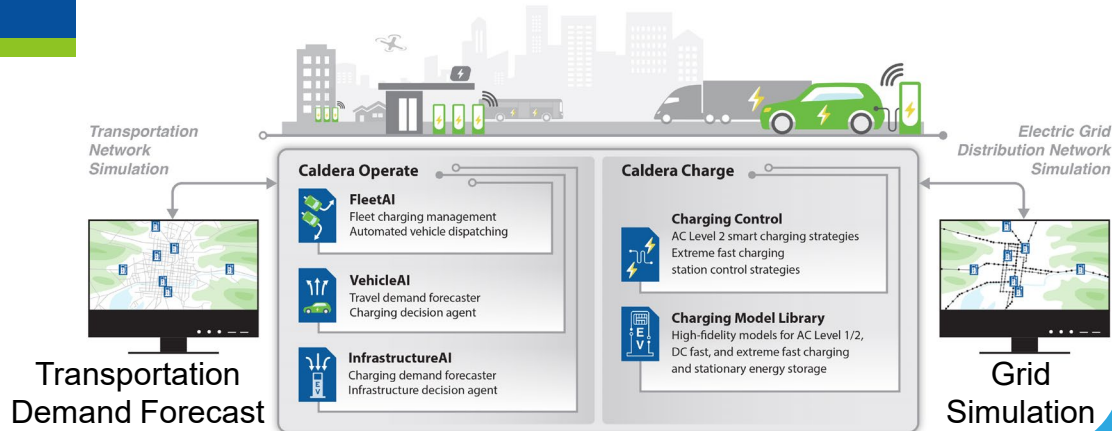 Transportation
Network
Simulation
Electric Grid
Distribution Network
Simulation
Caldera Operate
FleetAI
Fleet charging management
Automated vehicle dispatching
VehicleAI
Travel demand forecaster
Charging decision agent
InfrastructureAI
Charging demand forecaster
Infrastructure decision agent
Caldera Charge
Charging Control
AC Level 2 smart charging strategies
Extreme fast charging
station control strategies
Charging Model Library
High-fidelity models for AC Level 1/2,
DC fast, and extreme fast charging
and stationary energy storage
EV
EV
Transportation
Demand Forecast
Grid
Simulation